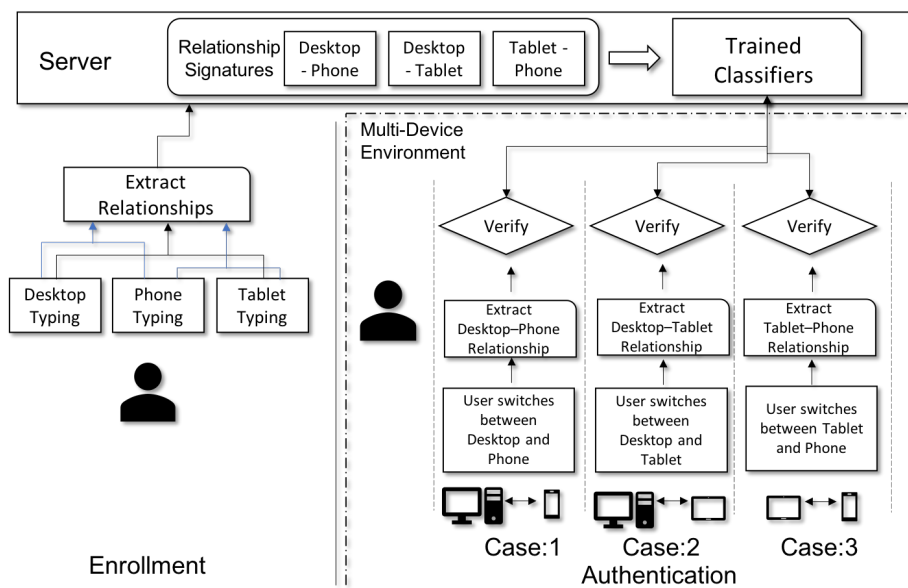 Server
Relationship
Signatures
Desktop
- Phone
Desktop
- Tablet
Tablet -
Phone
Trained
Classifiers
Extract
Relationships
Desktop
Typing
Phone
Typing
Tablet
Typing
Enrollment
Multi-Device
Environment
Verify
Verify
Verify
Extract
Desktop–Phone
Relationship
Extract
Desktop–Tablet
Relationship
Extract
Tablet–Phone
Relationship
User switches
between
Desktop and
Phone
User switches
between
Desktop and
Tablet
User switches
between Tablet
and Phone
Case:1
Case:2
Case:3
Authentication